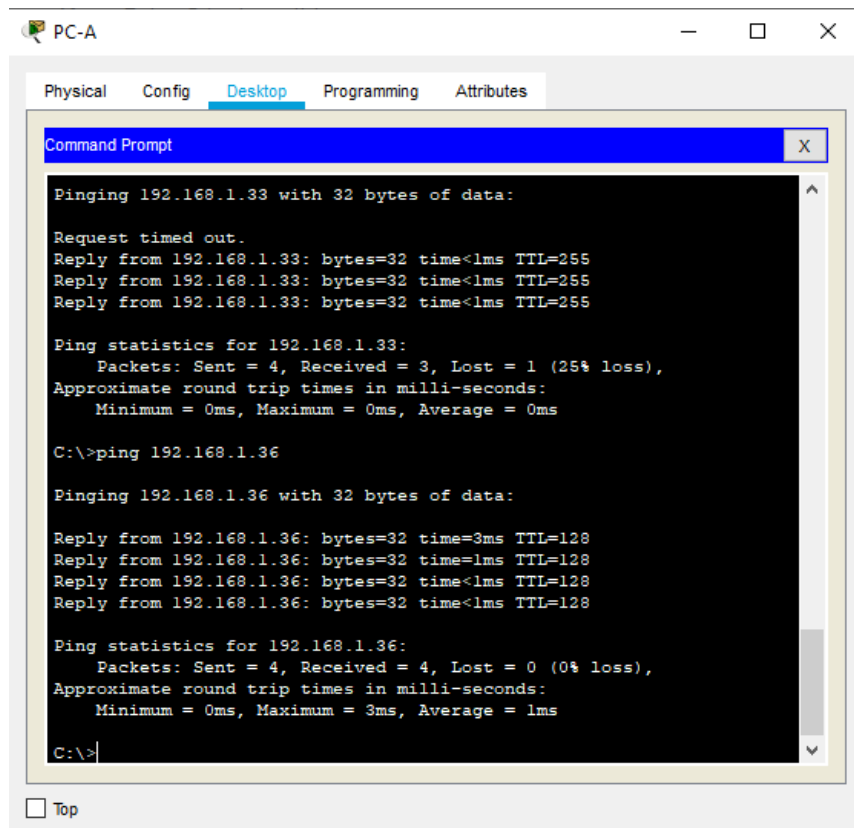 PC-A
Physical Config Desktop Programming Attributes
Command Prompt
X
Pinging 192.168.1.33 with 32 bytes of data:
Request timed out.
Reply from 192.168.1.33: bytes=32 time<1ms TTL=255
Reply from 192.168.1.33: bytes=32 time<1ms TTL=255
Reply from 192.168.1.33: bytes=32 time<1ms TTL=255
Ping statistics for 192.168.1.33:
Packets: Sent = 4, Received = 3, Lost = 1 (25% loss),
Approximate round trip times in milli-seconds:
Minimum = 0ms, Maximum = 0ms, Average = 0ms
C:\>ping 192.168.1.36
Pinging 192.168.1.36 with 32 bytes of data:
Reply from 192.168.1.36: bytes=32 time=3ms TTL=128
Reply from 192.168.1.36: bytes=32 time=1ms TTL=128
Reply from 192.168.1.36: bytes=32 time<1ms TTL=128
Reply from 192.168.1.36: bytes=32 time<1ms TTL=128
Ping statistics for 192.168.1.36:
Packets: Sent = 4, Received = 4, Lost = 0 (0% loss),
Approximate round trip times in milli-seconds:
Minimum = 0ms, Maximum = 3ms, Average = 1ms
C:\>
Top